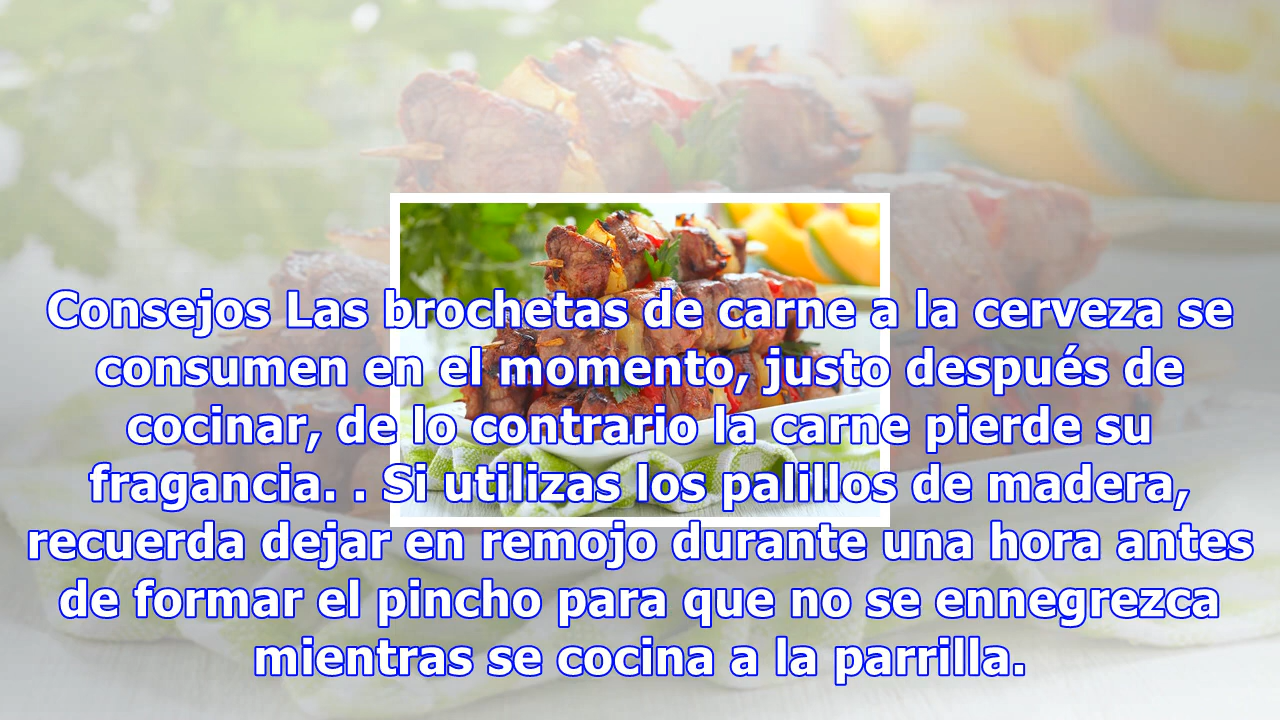 Consejos Las brochetas de carne a la cerveza se
consumen en el momento, justo después de
cocinar, de lo contrario la carne pierde su
fragancia. . Si utilizas los palillos de madera,
recuerda dejar en remojo durante una hora antes
de formar el pincho para que no se ennegrezca
mientras se cocina a la parrilla.